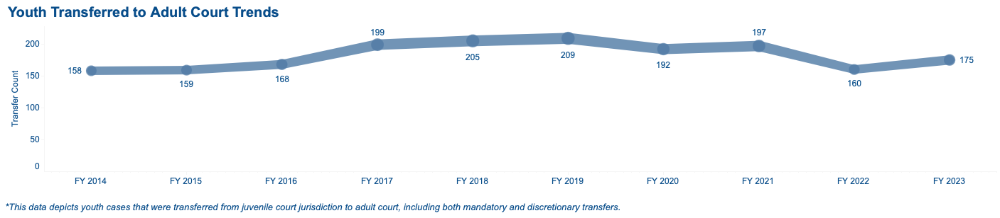 Youth Transferred to Adult Court Trends
Transfer Count
200
150
100
50
0
158
159
168
199
205
209
192
197
160
175
FY 2014
FY 2015
FY 2016
FY 2017
FY 2018
FY 2019
FY 2020
FY 2021
FY 2022
FY 2023
*This data depicts youth cases that were transferred from juvenile court jurisdiction to adult court, including both mandatory and discretionary transfers.